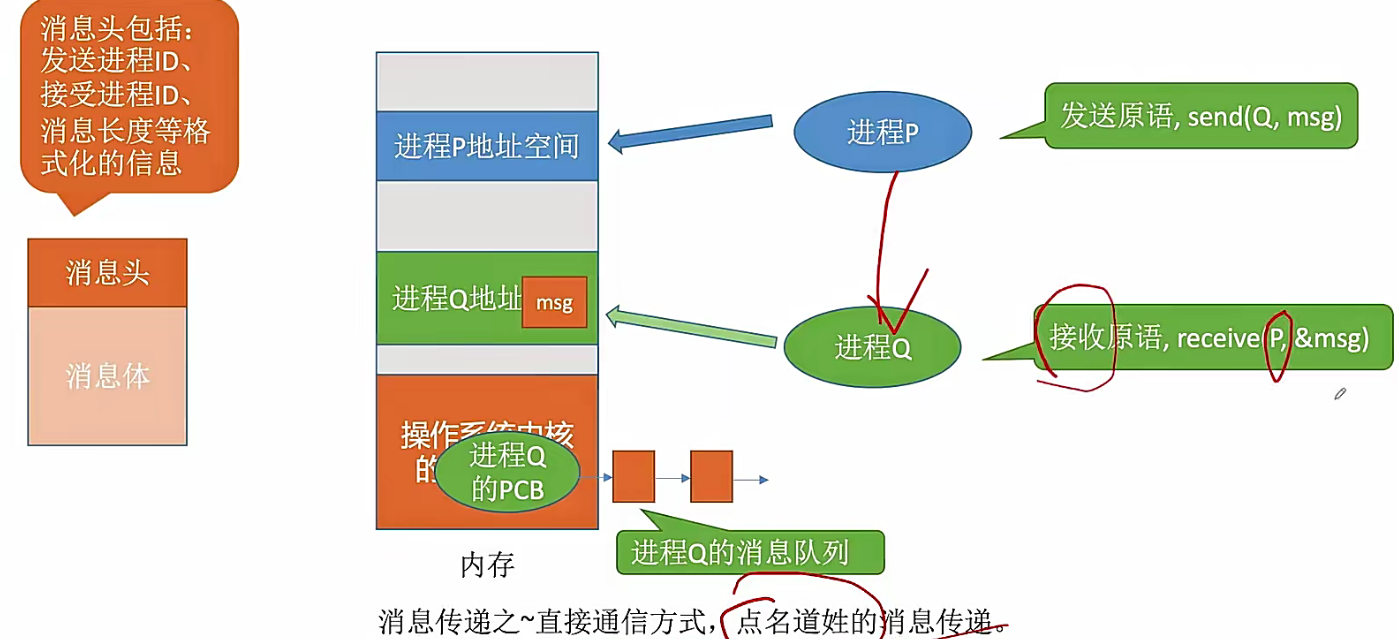 消息头包括：
发送进程ID、
接受进程ID、
消息长度等格
式化的信息
消息头
消息体
进程P地址空间
进程Q地址
msg
操作系统内核
的
进程Q
的PCB
内存
进程P
发送原语, send(Q, msg)
进程Q
接收原语, receive(P, &msg)
进程Q的消息队列
消息传递之~直接通信方式，点名道姓的消息传递。